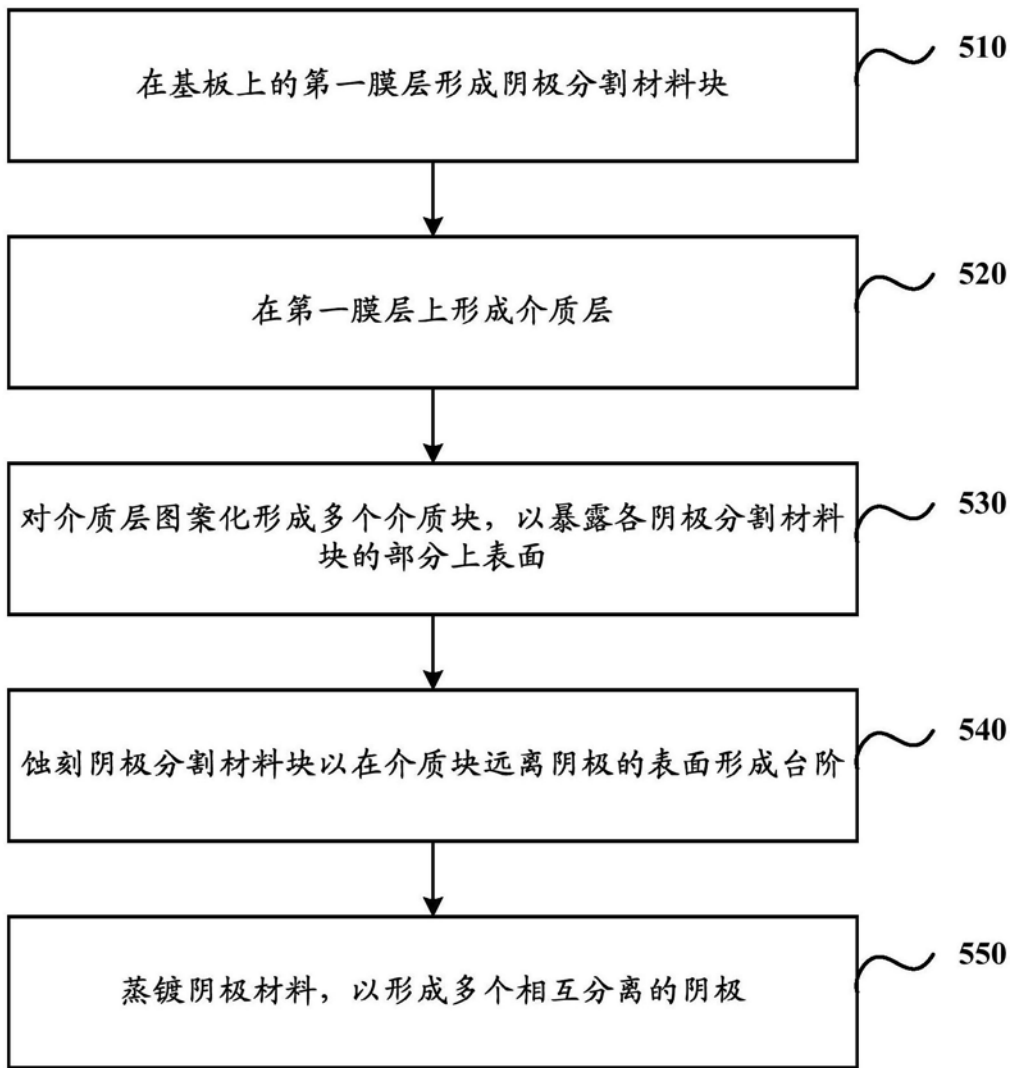 在基板上的第一膜层形成阴极分割材料块
510
在第一膜层上形成介质层
520
对介质层图案化形成多个介质块，以暴露各阴极分割材料
块的部分上表面
530
蚀刻阴极分割材料块以在介质块远离阴极的表面形成台阶
540
蒸镀阴极材料，以形成多个相互分离的阴极
550